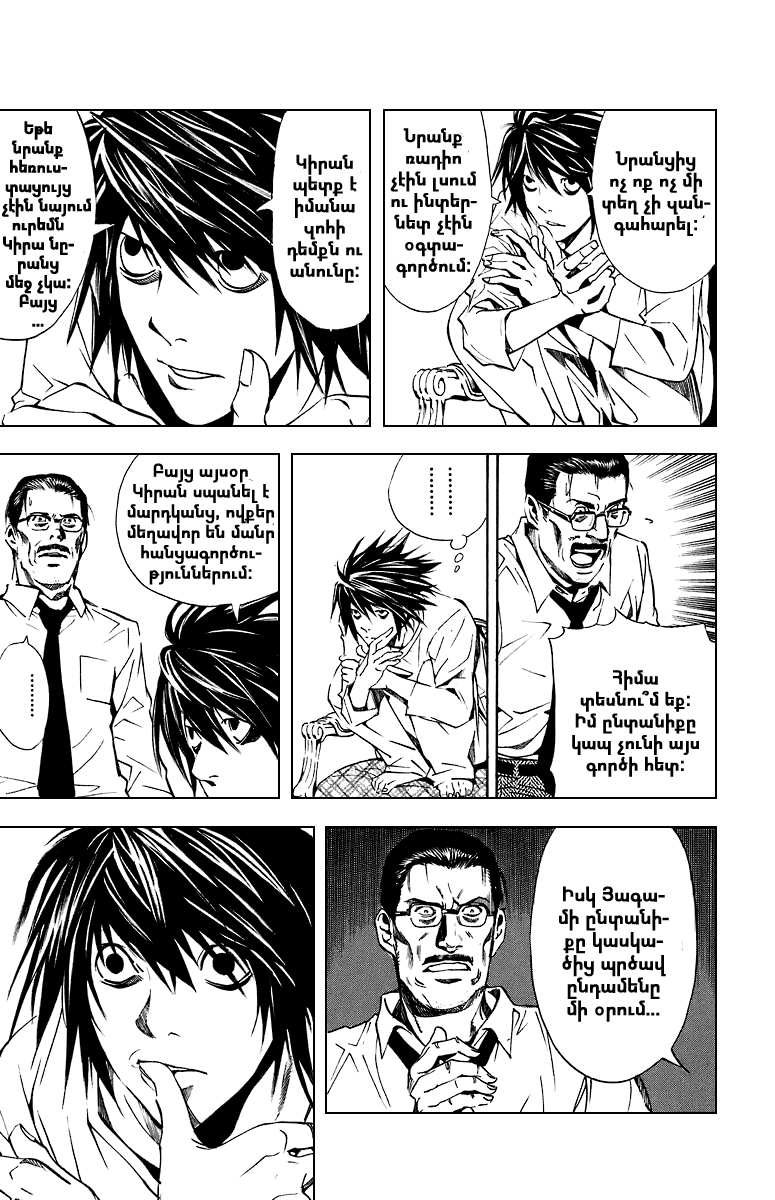 Նրանցից
ոչ ոք ոչ մի
տեղ չի զան-
գահարել:
Նրանք
ռադիո
չէին լսում
ու ինտեր-
նետ չէին
օգտա-
գործում:
Կիրան
պետք է
իմանա
զոհի
դեմքն ու
անունը:
Եթե
նրանք
հեռուս-
տացույց
չէին նայում
ուրեմն
Կիրա նը-
րանց
մեջ չկա:
Բայց
...
Հիմա
տեսնու՞մ եք:
Իմ ընտանիքը
կապ չունի այս
գործի հետ:
Բայց այսօր
Կիրան սպանել է
մարդկանց, ովքեր
մեղավոր են մանր
հանցագործու-
թյուններում:
Իսկ Յագա-
մի ընտանի-
քը կասկա-
ծից պրծավ
ընդամենը
մի օրում...